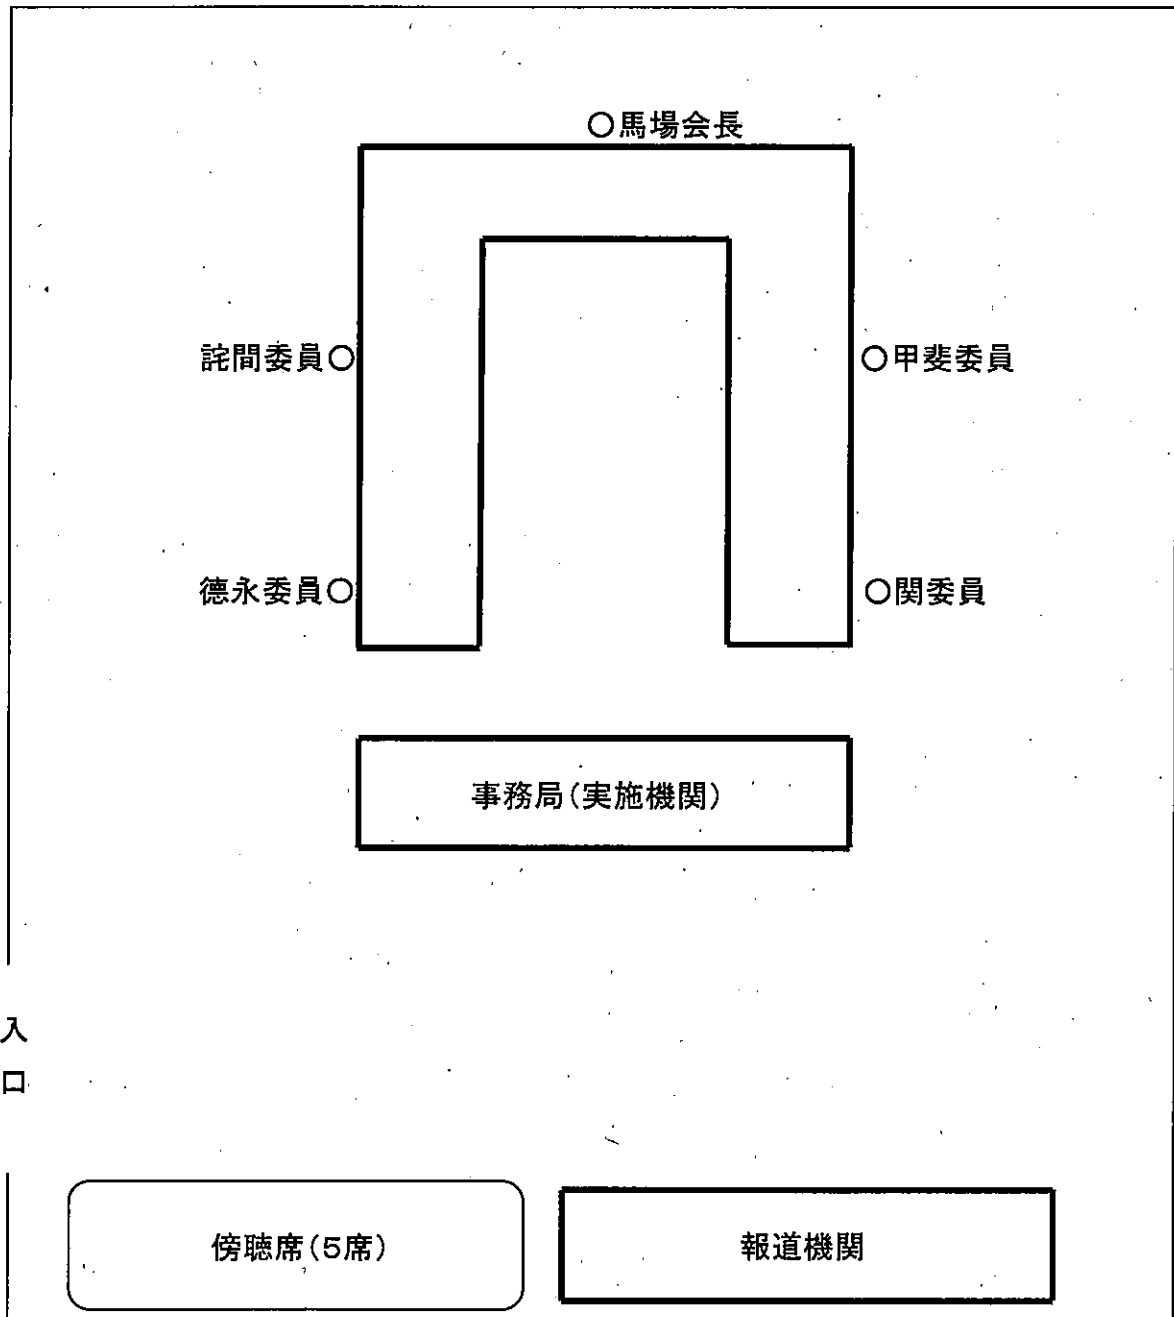 ○馬場会長
詫間委員○
○甲斐委員
德永委員○
○関委員
事務局(実施機関)
入
口
傍聴席(5席)
報道機関